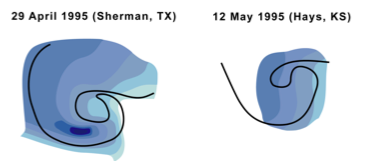 29 April 1995 (Sherman, TX)
12 May 1995 (Hays, KS)